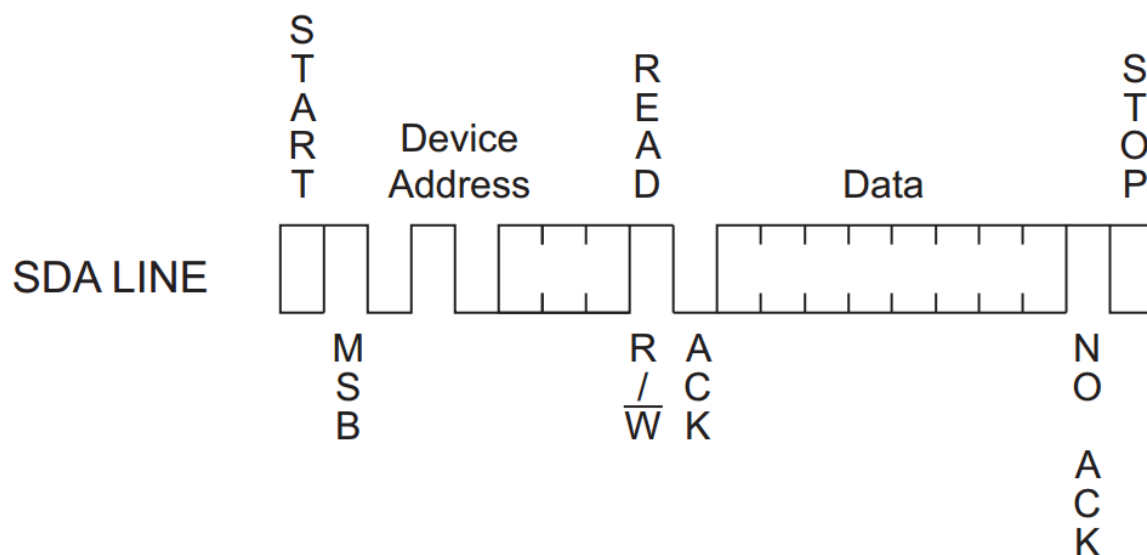 START
READ
STOP
Device
Address
Data
SDA LINE
MSB
R/W
ACK
NO ACK